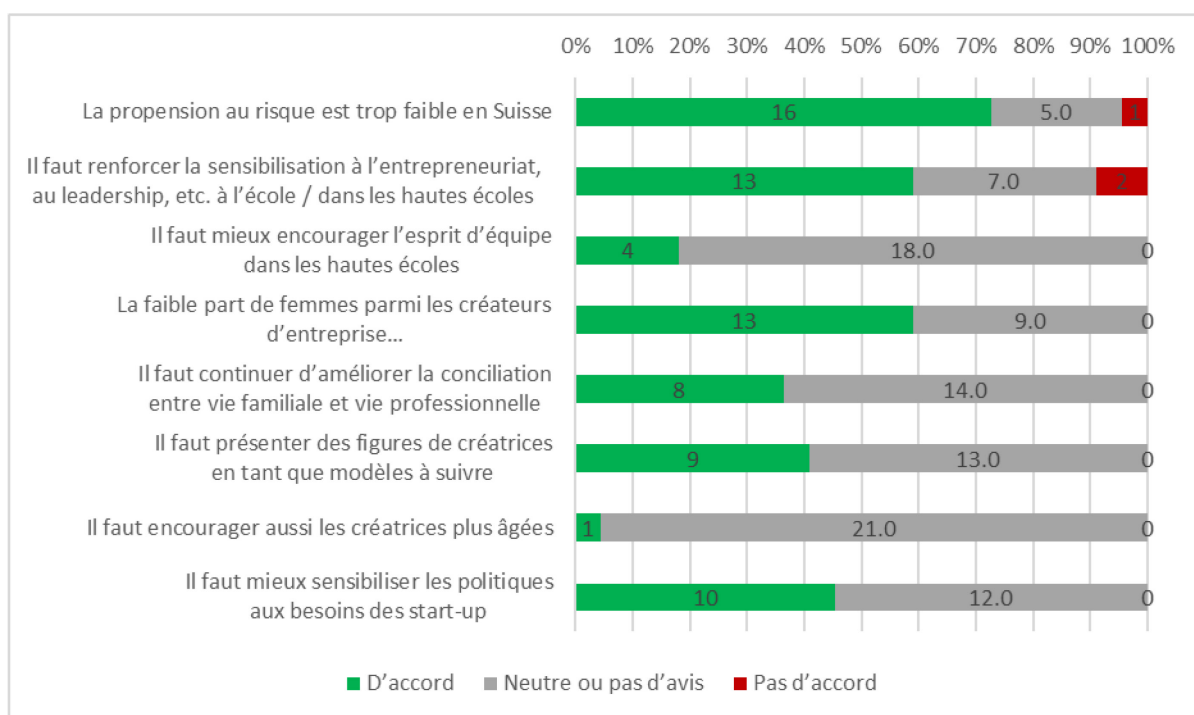 0% 10% 20% 30% 40% 50% 60% 70% 80% 90% 100%
La propension au risque est trop faible en Suisse
16 5.0 1
Il faut renforcer la sensibilisation à l’entrepreneuriat,
au leadership, etc. à l’école / dans les hautes écoles
13 7.0 2
Il faut mieux encourager l’esprit d’équipe
dans les hautes écoles
4 18.0 0
La faible part de femmes parmi les créateurs
d’entreprise…
13 9.0 0
Il faut continuer d’améliorer la conciliation
entre vie familiale et vie professionnelle
8 14.0 0
Il faut présenter des figures de créatrices
en tant que modèles à suivre
9 13.0 0
Il faut encourager aussi les créatrices plus âgées
1 21.0 0
Il faut mieux sensibiliser les politiques
aux besoins des start-up
10 12.0 0
D’accord Neutre ou pas d’avis Pas d’accord